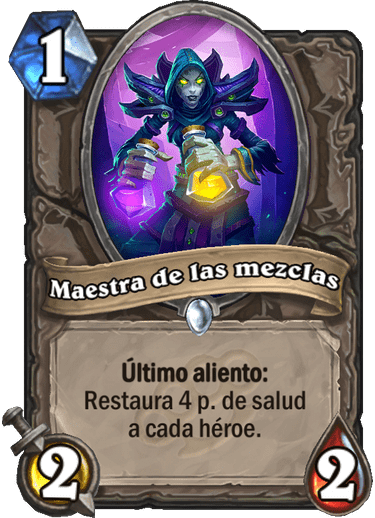 1
Maestra de las mezclas
Último aliento:
Restaura 4 p. de salud
a cada héroe.
2
2